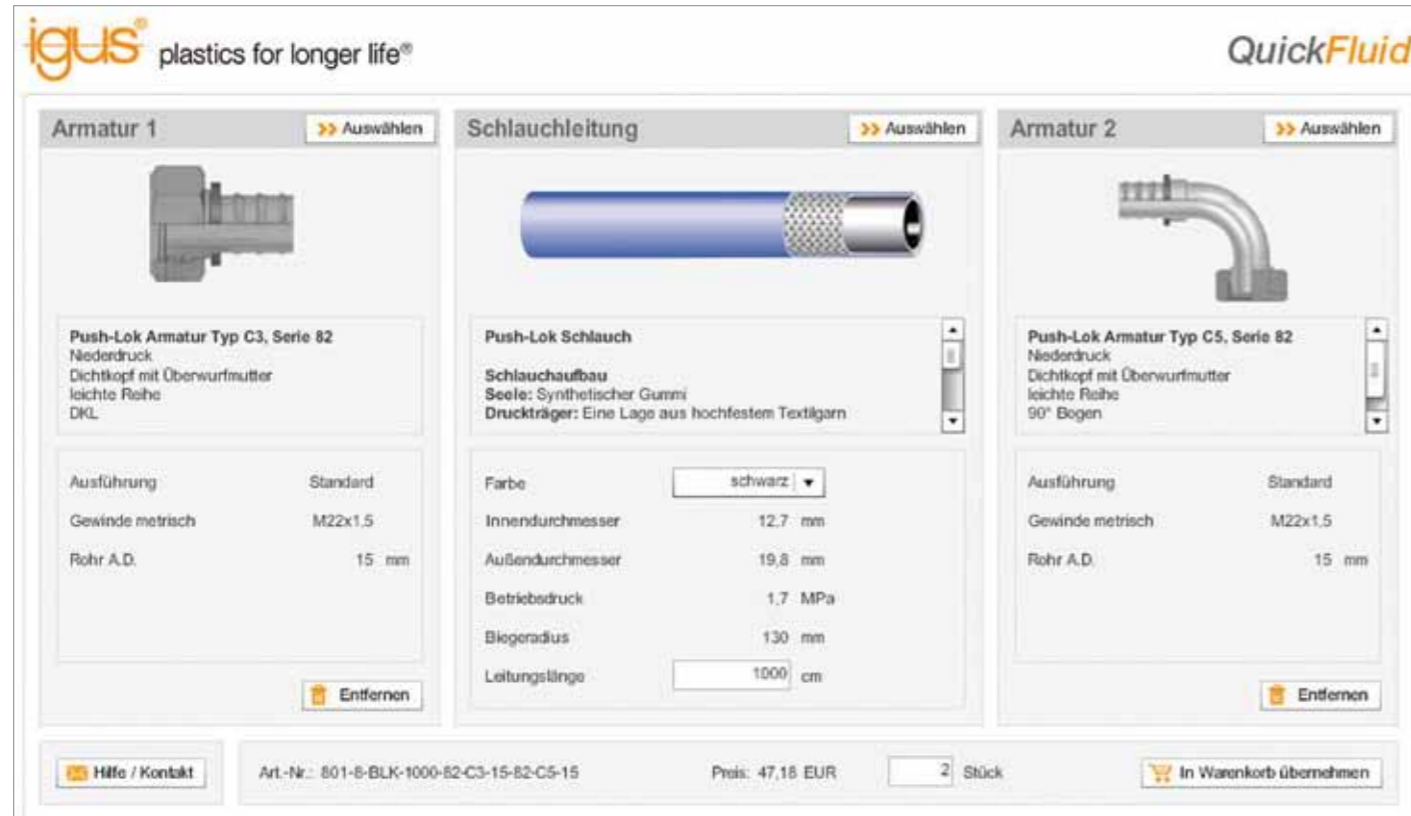 igus® plastics for longer life®
QuickFluid
Armatur 1
Auswählen
Push-Lok Armatur Typ C3, Serie 82
Niederdruck
Dichtkopf mit Überwurfmutter
leichte Reihe
DKL
Ausführung Standard
Gewinde metrisch M22x1,5
Rohr A.D. 15 mm
Entfernen
Schlauchleitung
Auswählen
Push-Lok Schlauch
Schlauchaufbau
Seele: Synthetischer Gummi
Druckträger: Eine Lage aus hochfestem Textilgarn
Farbe schwarz
Innendurchmesser 12,7 mm
Außendurchmesser 19,8 mm
Betriebsdruck 1,7 MPa
Biegeradius 130 mm
Leitungslänge 1000 cm
Armatur 2
Auswählen
Push-Lok Armatur Typ C5, Serie 82
Niederdruck
Dichtkopf mit Überwurfmutter
leichte Reihe
90° Bogen
Ausführung Standard
Gewinde metrisch M22x1,5
Rohr A.D. 15 mm
Entfernen
Hilfe / Kontakt
Art.-Nr.: 801-8-BLK-1000-82-C3-15-82-C5-15
Preis: 47,18 EUR
2 Stück
In Warenkorb übernehmen